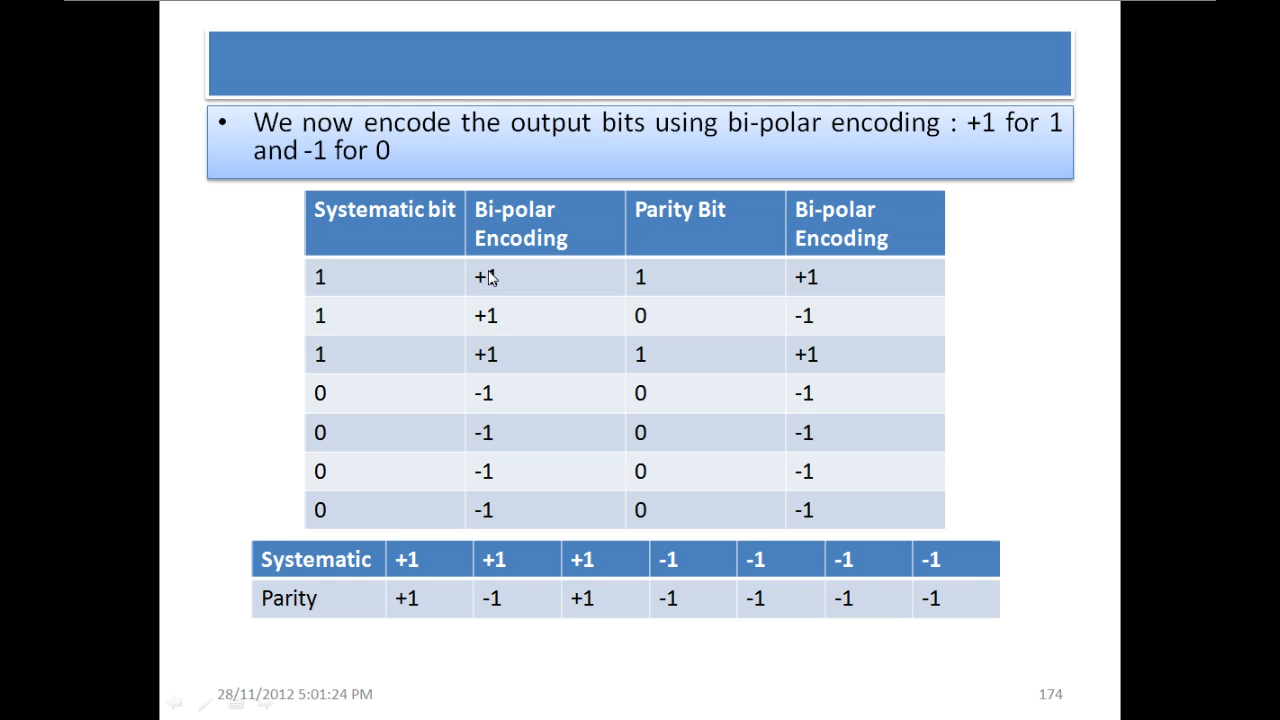 • We now encode the output bits using bi-polar encoding : +1 for 1
and -1 for 0
Systematic bit Bi-polar Encoding Parity Bit Bi-polar Encoding
1 +1 1 +1
1 +1 0 -1
1 +1 1 +1
0 -1 0 -1
0 -1 0 -1
0 -1 0 -1
0 -1 0 -1
Systematic +1 +1 +1 -1 -1 -1 -1
Parity +1 -1 +1 -1 -1 -1 -1
28/11/2012 5:01:24 PM 174